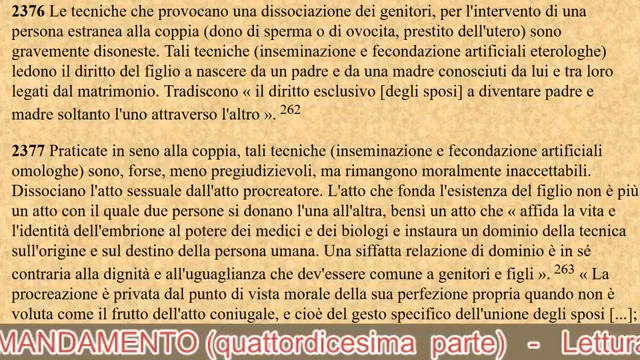 2376 Le tecniche che provocano una dissociazione dei genitori, per l'intervento di una
persona estranea alla coppia (dono di sperma o di ovocita, prestito dell'utero) sono
gravemente disoneste. Tali tecniche (inseminazione e fecondazione artificiali eterologhe)
ledono il diritto del figlio a nascere da un padre e da una madre conosciuti da lui e tra loro
legati dal matrimonio. Tradiscono « il diritto esclusivo [degli sposi] a diventare padre e
madre soltanto l'uno attraverso l'altro ». 262
2377 Praticate in seno alla coppia, tali tecniche (inseminazione e fecondazione artificiali
omologhe) sono, forse, meno pregiudizievoli, ma rimangono moralmente inaccettabili.
Dissociano l'atto sessuale dall'atto procreatore. L'atto che fonda l'esistenza del figlio non è più
un atto con il quale due persone si donano l'una all'altra, bensì un atto che « affida la vita e
l'identità dell'embrione al potere dei medici e dei biologi e instaura un dominio della tecnica
sull'origine e sul destino della persona umana. Una siffatta relazione di dominio è in sé
contraria alla dignità e all'uguaglianza che dev'essere comune a genitori e figli ». 263 « La
procreazione è privata dal punto di vista morale della sua perfezione propria quando non è
voluta come il frutto dell'atto coniugale, e cioè del gesto specifico dell'unione degli sposi [...];
MANDAMENTO (quattordicesima parte) - Lettura